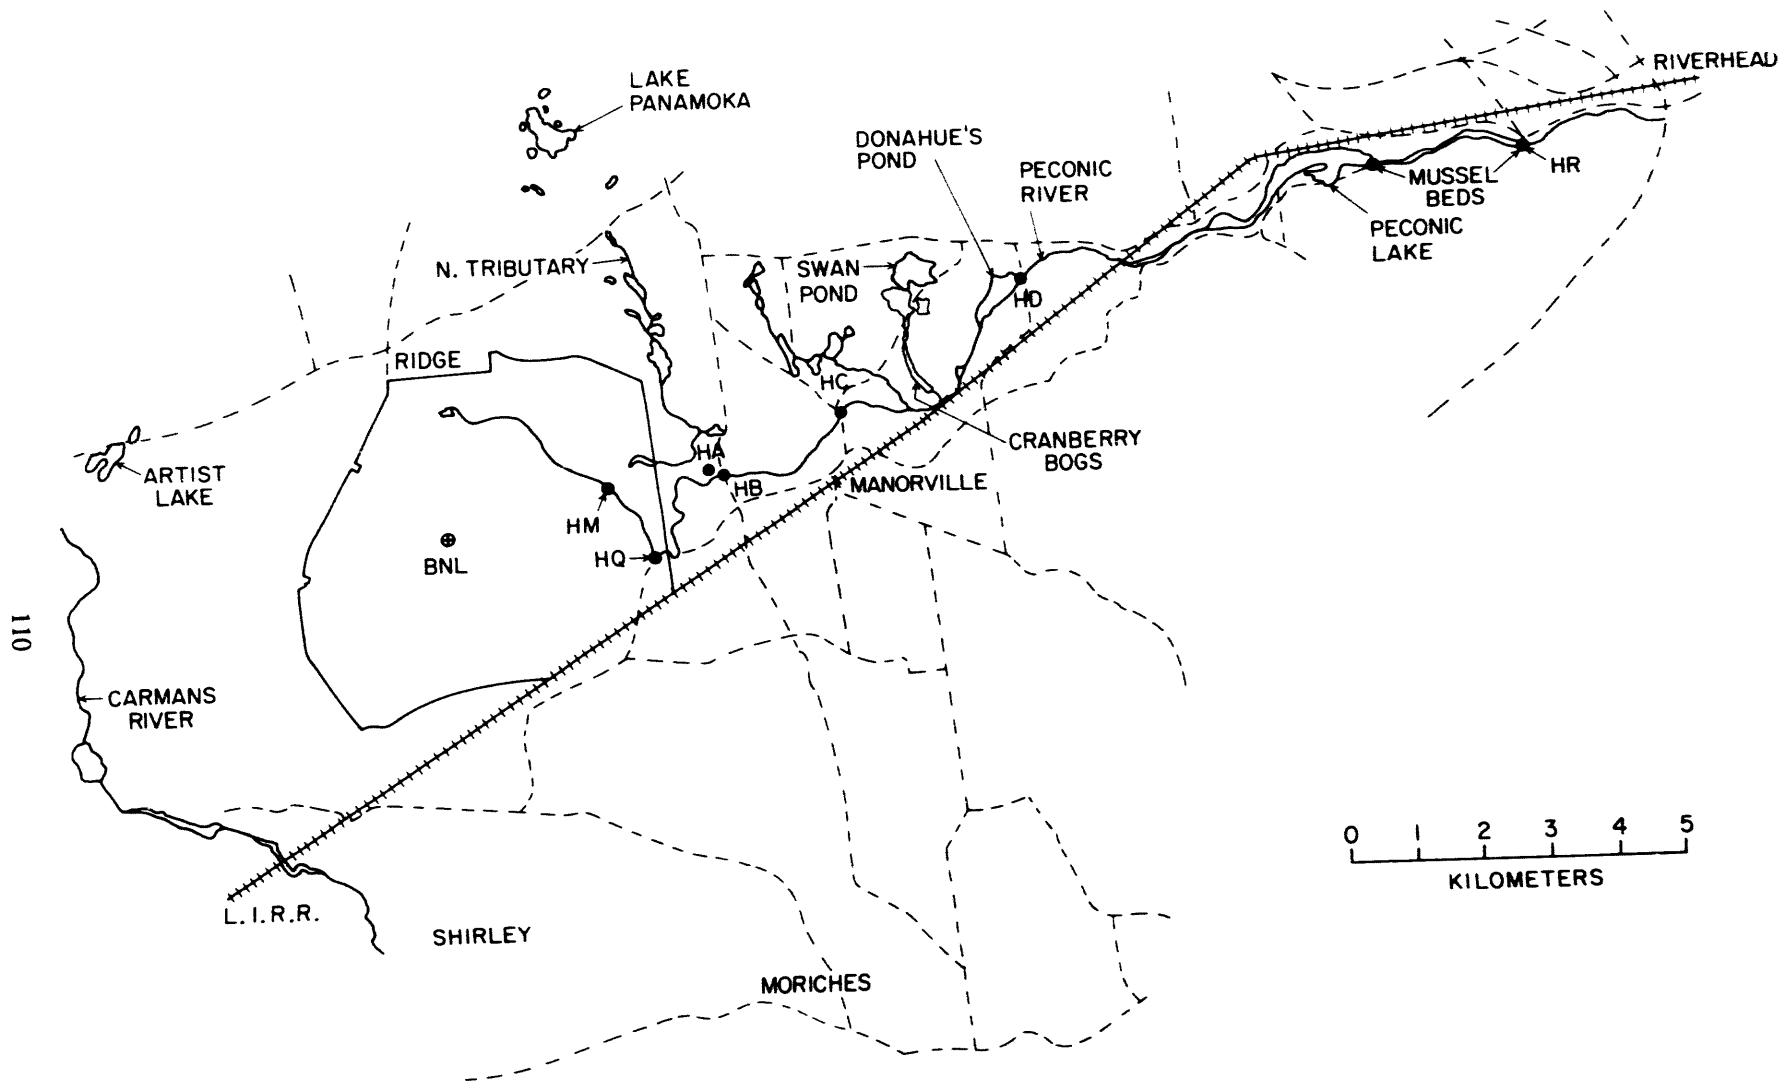 LAKE
PANAMOKA
RIVERHEAD
DONAHUE'S
POND
PECONIC
RIVER
HR
MUSSEL
BEDS
PECONIC
LAKE
N. TRIBUTARY
SWAN
POND
HD
RIDGE
HC
CRANBERRY
BOGS
HA
HB
MANORVILLE
ARTIST
LAKE
HM
HQ
BNL
110
CARMANS
RIVER
L.I.R.R.
SHIRLEY
MORICHES
0 1 2 3 4 5
KILOMETERS